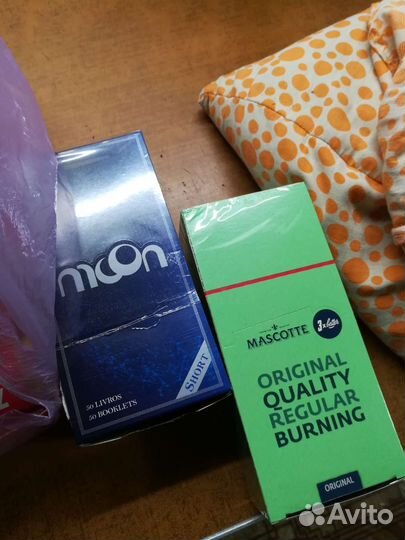 moon
50 LIVROS
50 BOOKLETS
SHORT
MASCOTTE
ORIGINAL
QUALITY
REGULAR
BURNING
ORIGINAL
Avito